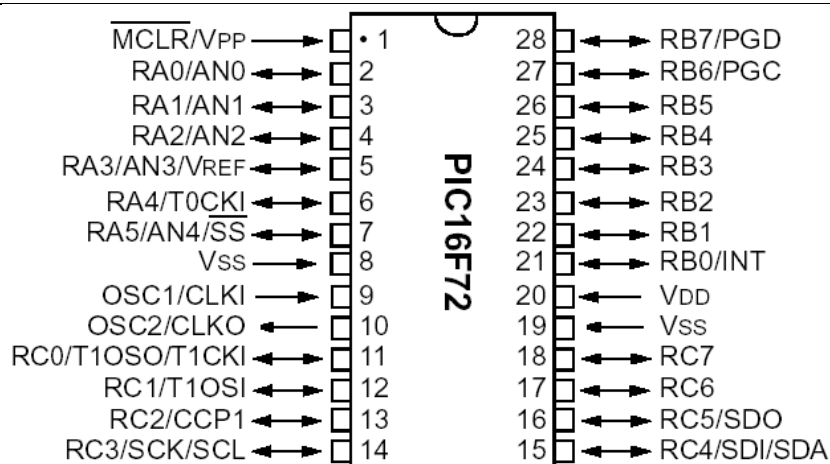 MCLR/VPP • 1 28 RB7/PGD
RA0/AN0 2 27 RB6/PGC
RA1/AN1 3 26 RB5
RA2/AN2 4 25 RB4
RA3/AN3/VREF 5 24 RB3
RA4/T0CKI 6 23 RB2
RA5/AN4/SS 7 22 RB1
VSS 8 21 RB0/INT
OSC1/CLKI 9 20 VDD
OSC2/CLKO 10 19 VSS
RC0/T1OSO/T1CKI 11 18 RC7
RC1/T1OSI 12 17 RC6
RC2/CCP1 13 16 RC5/SDO
RC3/SCK/SCL 14 15 RC4/SDI/SDA
PIC16F72